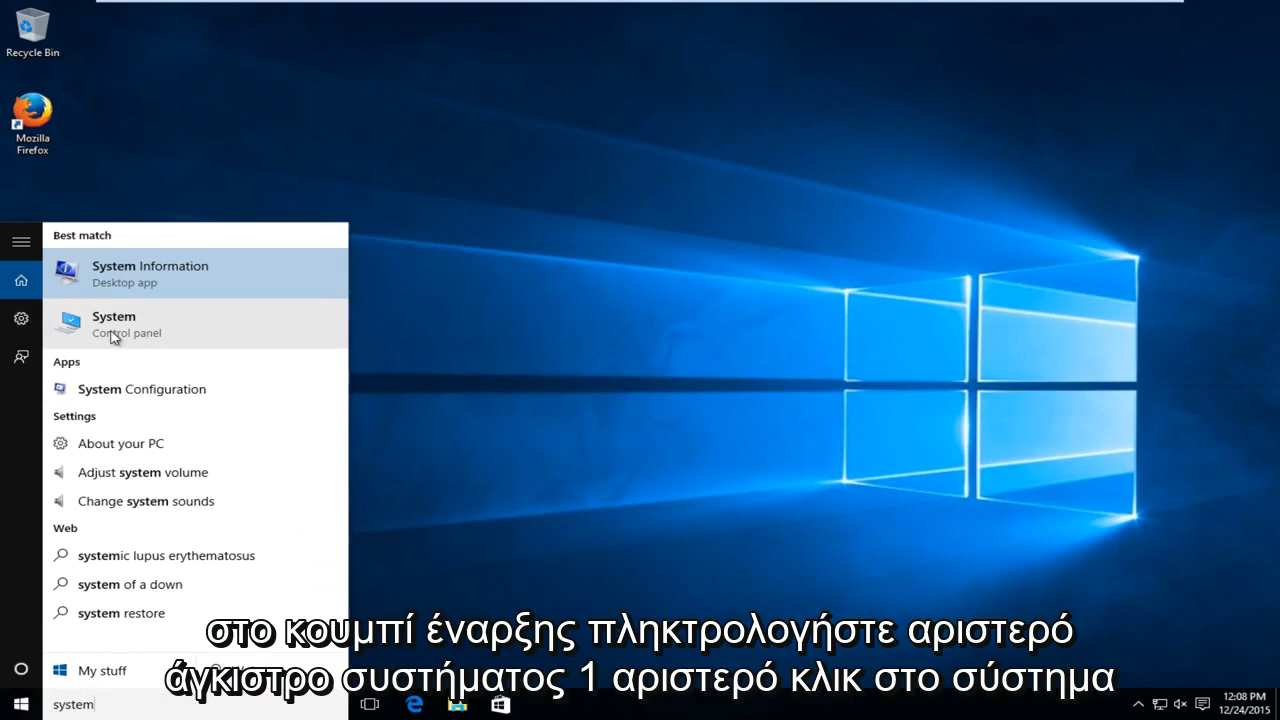 Recycle Bin
Mozilla
Firefox
Best match
System Information
Desktop app
System
Control panel
Apps
System Configuration
Settings
About your PC
Adjust system volume
Change system sounds
Web
systemic lupus erythematosus
system of a down
system restore
My stuff
στο κουμπί έναρξης πληκτρολογήστε αριστερό
άγκιστρο συστήματος 1 αριστερό κλικ στο σύστημα
system
12:08 PM
12/24/2015